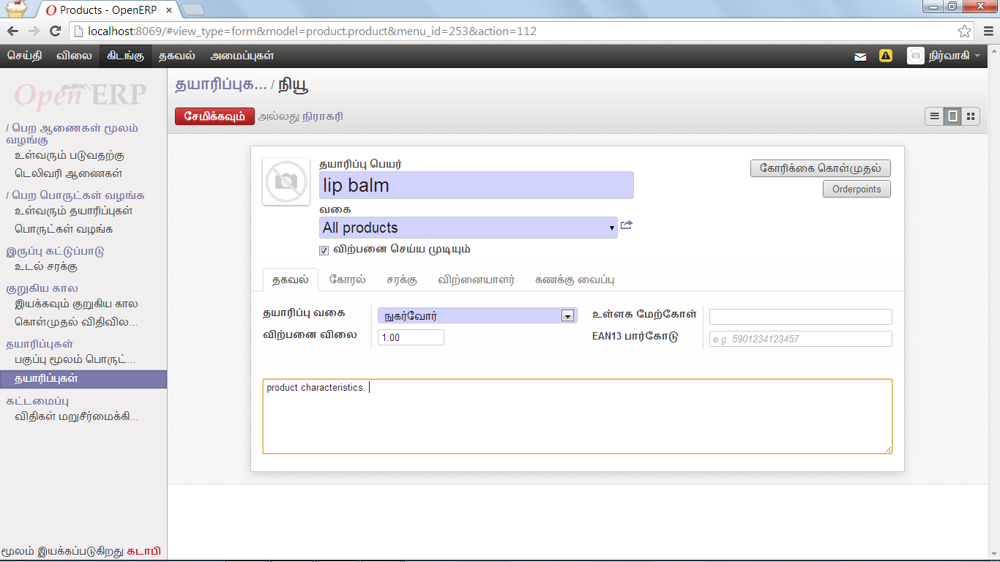 Products - OpenERP
localhost:8069/#view_type=form&model=product.product&menu_id=253&action=112
செய்தி விலை கிடங்கு தகவல் அமைப்புகள் நிர்வாகி
Open ERP
/ பெற ஆணைகள் மூலம் வழங்கு
உள்வரும் படுவதற்கு
டெலிவரி ஆணைகள்
/ பெற பொருட்கள் வழங்க
உள்வரும் தயாரிப்புகள்
பொருட்கள் வழங்க
இருப்பு கட்டுப்பாடு
உடல் சரக்கு
குறுகிய கால
இயக்கவும் குறுகிய கால
கொள்முதல் விதிவில...
தயாரிப்புகள்
பகுப்பு மூலம் பொருட்...
தயாரிப்புகள்
கட்டமைப்பு
விதிகள் மறுசீர்மைக்கி...
மூலம் இயக்கப்படுகிறது கடாபி
தயாரிப்புக... / நியூ
சேமிக்கவும் அல்லது நிராகரி
தயாரிப்பு பெயர்
lip balm
வகை
All products
விற்பனை செய்ய முடியும்
கோரிக்கை கொள்முதல்
Orderpoints
தகவல் கோரல் சரக்கு விற்னையாளர் கணக்கு வைப்பு
தயாரிப்பு வகை நுகர்வோர் உள்ளக மேற்கோள்
விற்பனை விலை 1.00 EAN13 பார்கோடு e.g. 5901234123457
product characteristics.